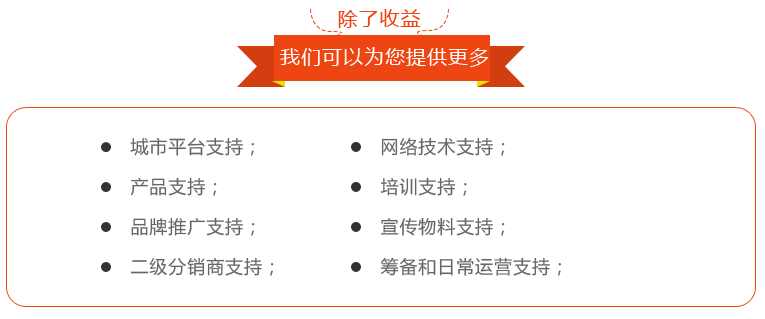 除了收益
我们可以为您提供更多
城市平台支持；
网络技术支持；
产品支持；
培训支持；
品牌推广支持；
宣传物料支持；
二级分销商支持；
筹备和日常运营支持；